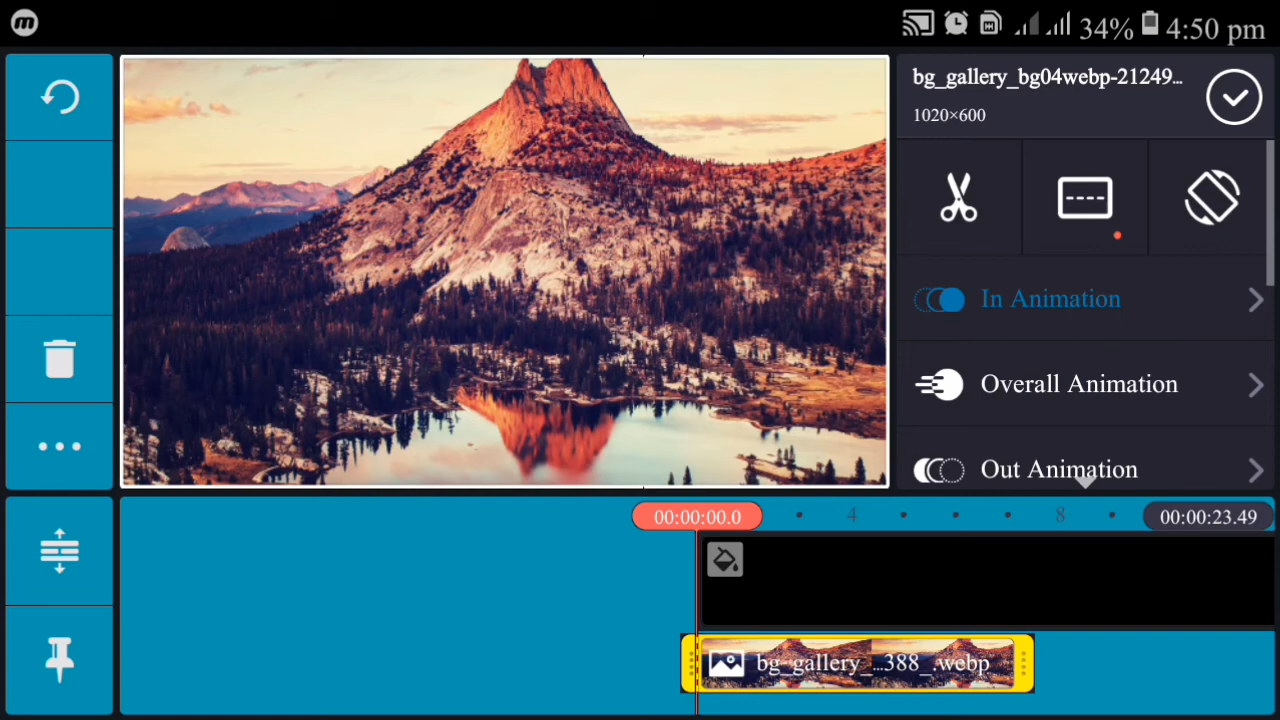 34% 4:50 pm
bg_gallery_bg04webp-21249...
1020×600
In Animation
Overall Animation
Out Animation
00:00:00.0 4 8 00:00:23.49
bg_gallery_...388_.webp